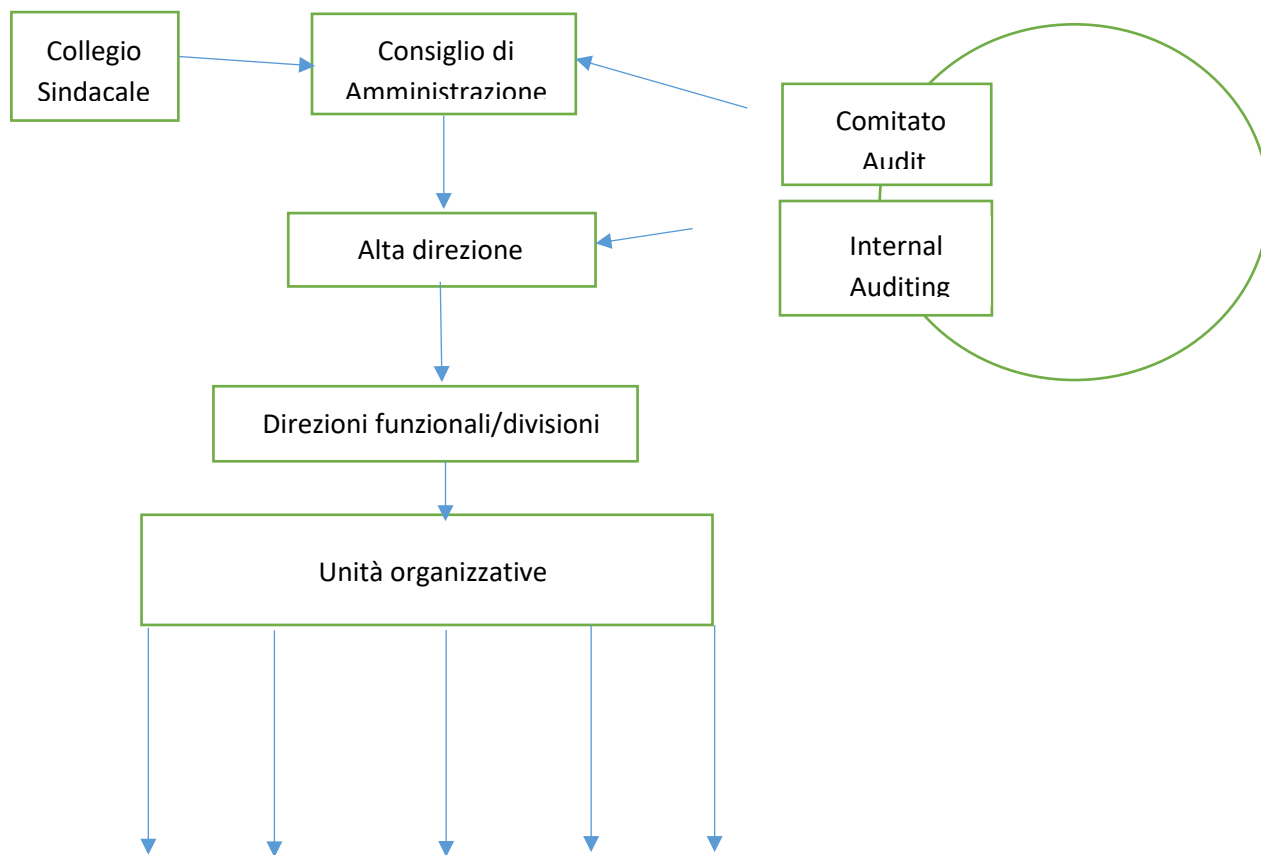 Collegio
Sindacale
Consiglio di
Amministrazione
Comitato
Audit
Alta direzione
Internal
Auditing
Direzioni funzionali/divisioni
Unità organizzative